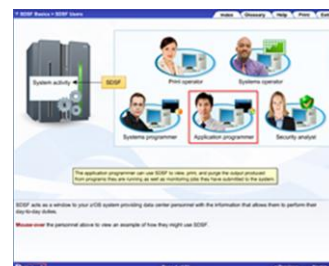 SDSF Basics > SDSF Users
Index Glossary Help Print Exit
System activity
SDSF
Print operator
Systems operator
Systems programmer
Application programmer
Security analyst
The application programmer can use SDSF to view, print, and purge the output produced
from programs they are running as well as monitoring jobs they have submitted to the system.
SDSF acts as a window to your z/OS system providing data center personnel with the information that allows them to perform their
day-to-day duties.
Mouse-over the personnel above to view an example of how they might use SDSF.